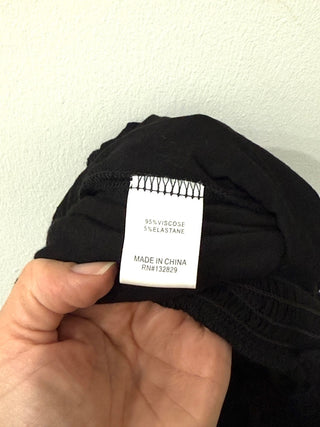 95%VISCOSE
5%ELASTANE
MADE IN CHINA
RN#132829